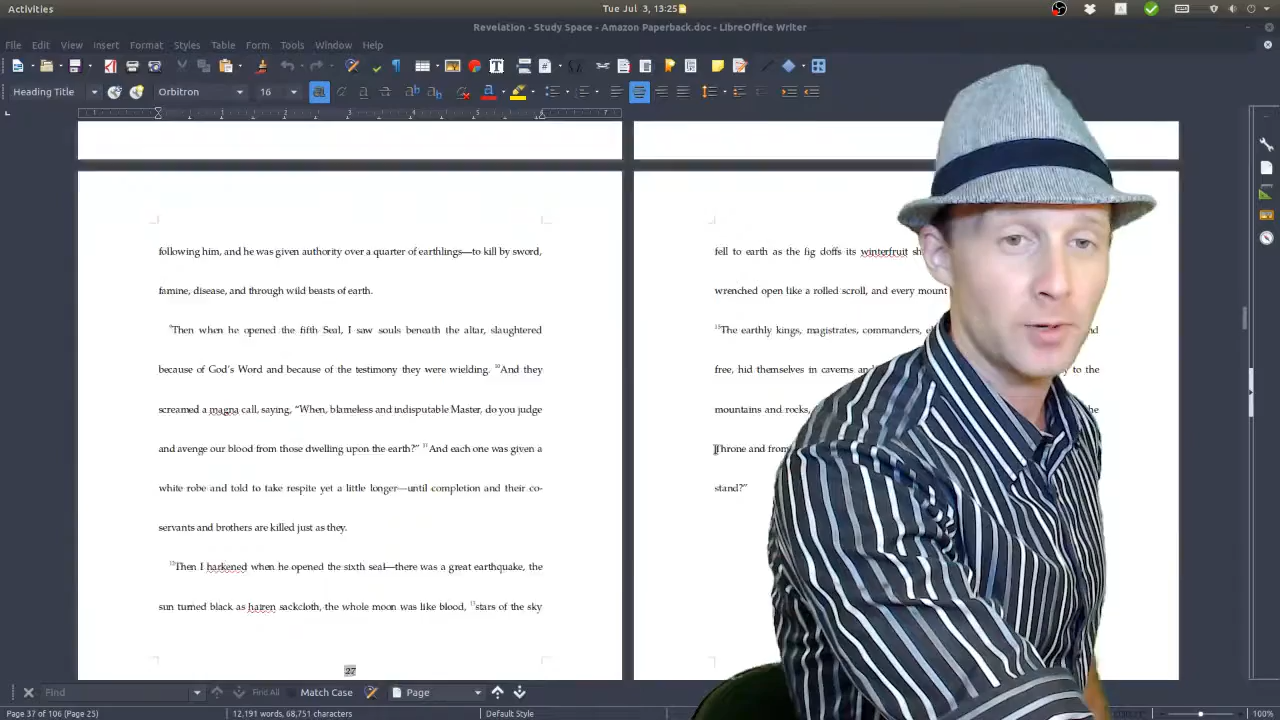 Activities
Tue Jul 3, 13:25
Revelation - Study Space - Amazon Paperback.doc - LibreOffice Writer
File Edit View Insert Format Styles Table Form Tools Window Help
Heading Title Orbitron 16
following him, and he was given authority over a quarter of earthlings—to kill by sword,
famine, disease, and through wild beasts of earth.
9Then when he opened the fifth Seal, I saw souls beneath the altar, slaughtered
because of God's Word and because of the testimony they were wielding. 10And they
screamed a magna call, saying, “When, blameless and indisputable Master, do you judge
and avenge our blood from those dwelling upon the earth?” 11And each one was given a
white robe and told to take respite yet a little longer—until completion and their co-
servants and brothers are killed just as they.
12Then I harkened when he opened the sixth seal—there was a great earthquake, the
sun turned black as hairen sackcloth, the whole moon was like blood, 13stars of the sky
27
fell to earth as the fig doffs its winterfruit
wrenched open like a rolled scroll, and every
15The earthly kings, magistrates, commanders,
free, hid themselves in caverns to the
mountains and rocks,
Throne and from
stand?”
Find Find All Match Case Page
Page 37 of 106 (Page 25) 12,191 words, 68,751 characters Default Style 100%